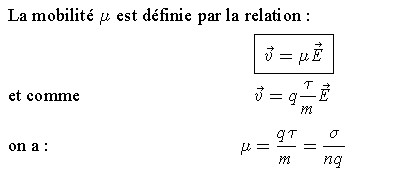 La mobilité μ est définie par la relation :
v⃗ = μE⃗
et comme v⃗ = q τ/m E⃗
on a : μ = qτ/m = σ/nq